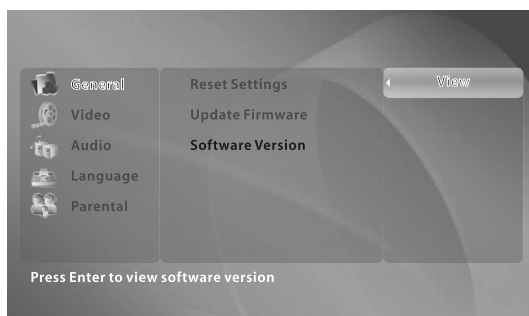 General
Video
Audio
Language
Parental
Reset Settings
Update Firmware
Software Version
View
Press Enter to view software version